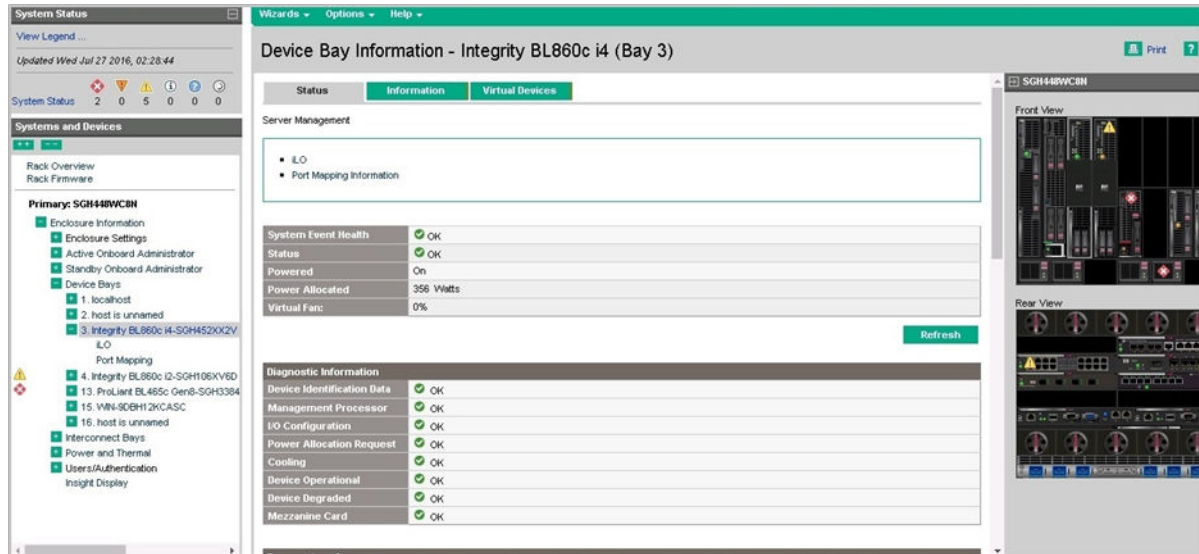 System Status
View Legend ...
Updated Wed Jul 27 2016, 02:28:44
System Status 2 0 5 0 0 0
Systems and Devices
Rack Overview
Rack Firmware
Primary: SGH448WC8N
Enclosure Information
Enclosure Settings
Active Onboard Administrator
Standby Onboard Administrator
Device Bays
1. localhost
2. host is unnamed
3. Integrity BL860c i4-SGH452XX2V
iLO
Port Mapping
4. Integrity BL860c i2-SGH106XV6D
13. ProLiant BL465c Gen8-SGH3384
15. WIN-9DBH12KCASC
16. host is unnamed
Interconnect Bays
Power and Thermal
Users/Authentication
Insight Display
Wizards Options Help
Device Bay Information - Integrity BL860c i4 (Bay 3)
Print ?
Status Information Virtual Devices
Server Management
iLO
Port Mapping Information
System Event Health OK
Status OK
Powered On
Power Allocated 356 Watts
Virtual Fan: 0%
Refresh
Diagnostic Information
Device Identification Data OK
Management Processor OK
I/O Configuration OK
Power Allocation Request OK
Cooling OK
Device Operational OK
Device Degraded OK
Mezzanine Card OK
SGH448WC8N
Front View
Rear View